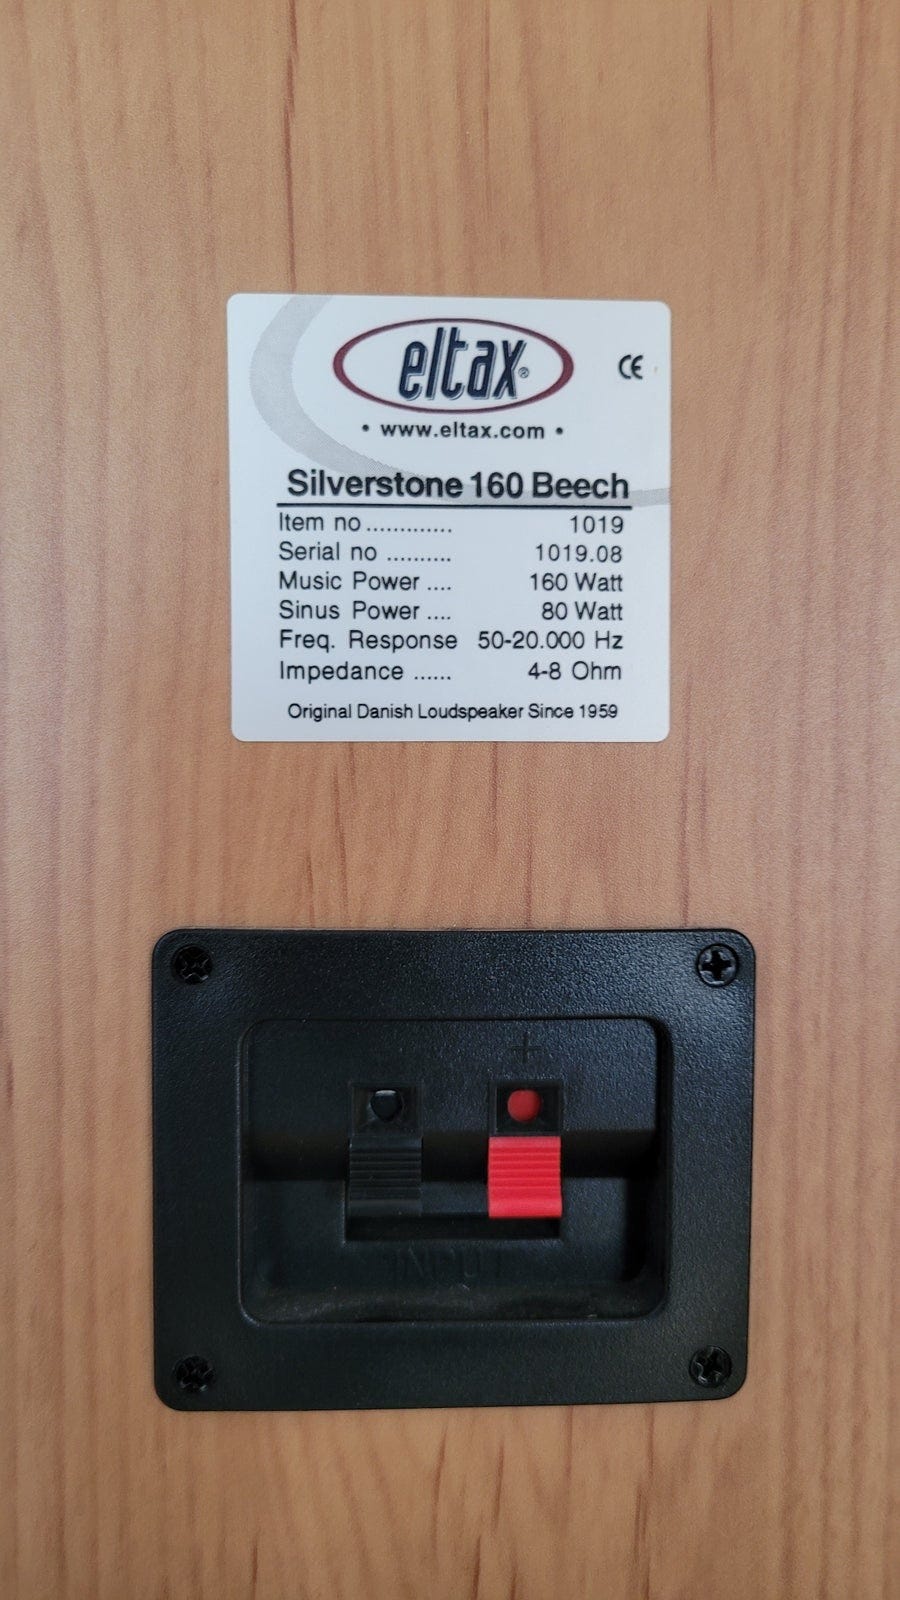 eltax®
CE
• www.eltax.com •
Silverstone 160 Beech
Item no ............. 1019
Serial no .......... 1019.08
Music Power .... 160 Watt
Sinus Power .... 80 Watt
Freq. Response 50-20.000 Hz
Impedance ...... 4-8 Ohm
Original Danish Loudspeaker Since 1959
+
INPUT